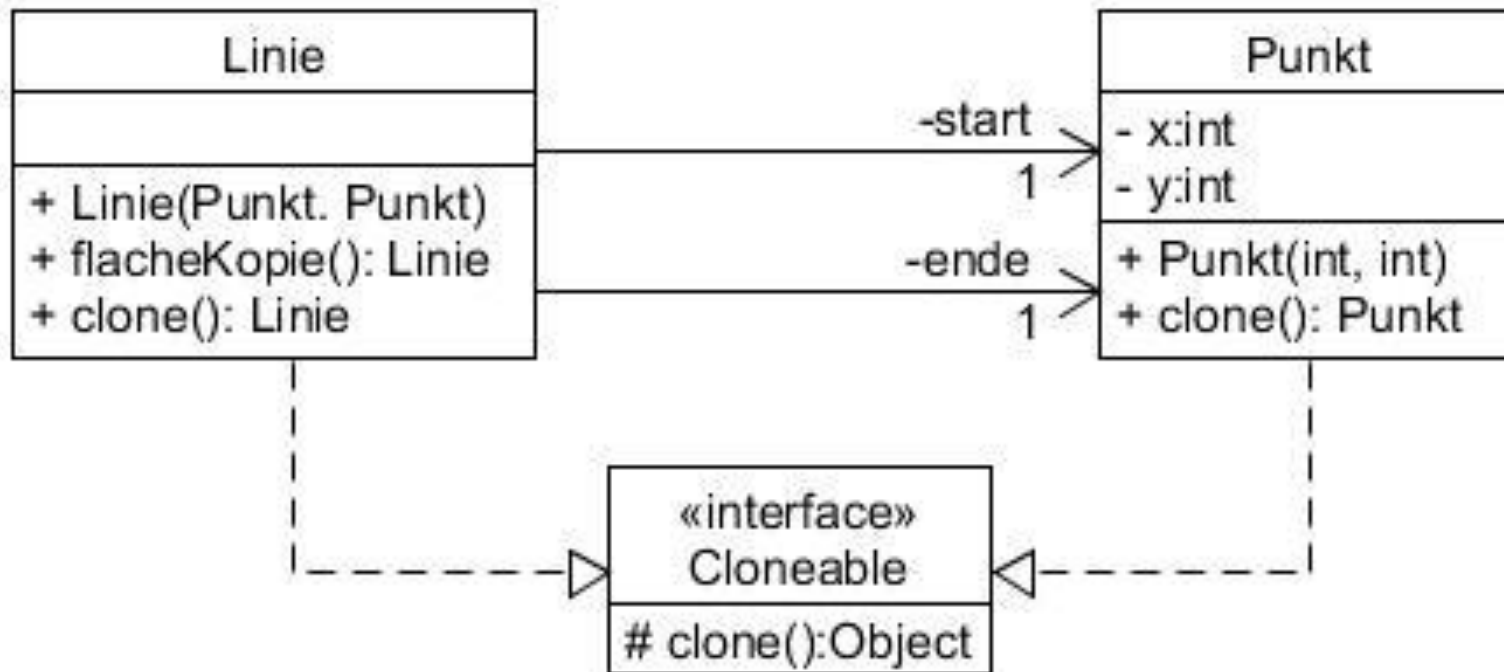 Linie
+ Linie(Punkt. Punkt)
+ flacheKopie(): Linie
+ clone(): Linie
-start
1
-ende
1
Punkt
- x:int
- y:int
+ Punkt(int, int)
+ clone(): Punkt
«interface»
Cloneable
# clone():Object